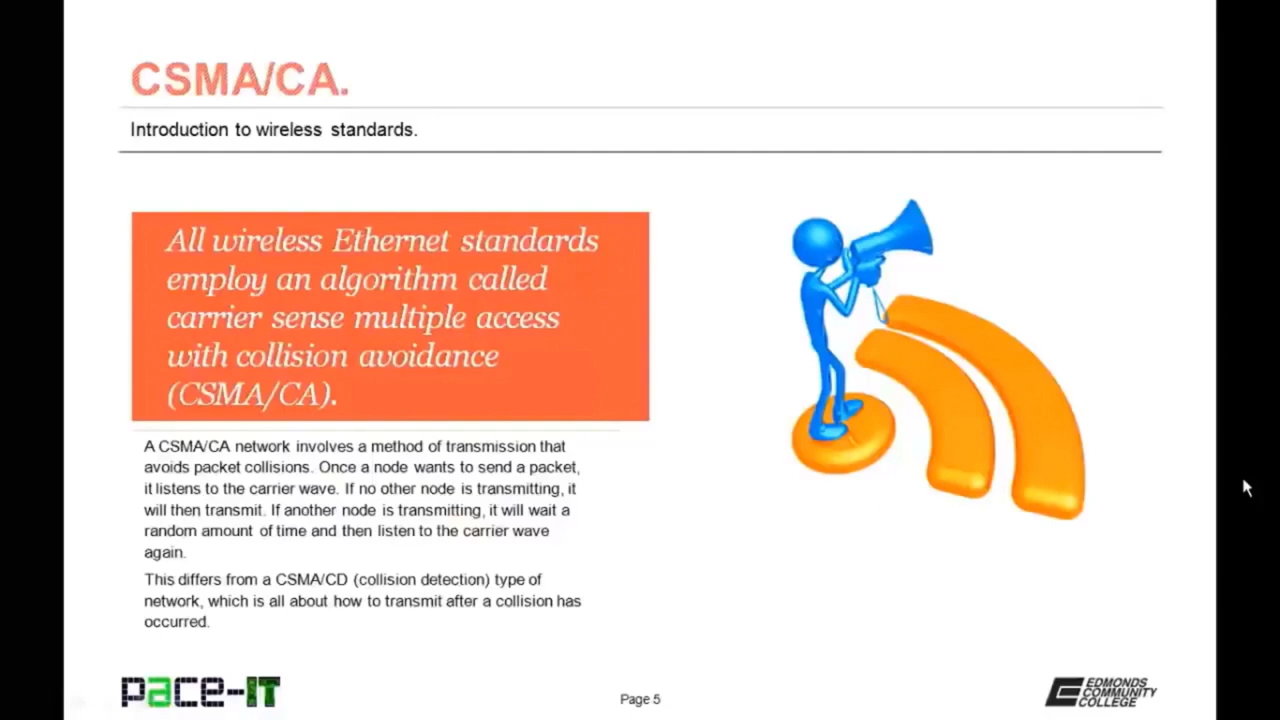 CSMA/CA.
Introduction to wireless standards.
All wireless Ethernet standards
employ an algorithm called
carrier sense multiple access
with collision avoidance
(CSMA/CA).
A CSMA/CA network involves a method of transmission that
avoids packet collisions. Once a node wants to send a packet,
it listens to the carrier wave. If no other node is transmitting, it
will then transmit. If another node is transmitting, it will wait a
random amount of time and then listen to the carrier wave
again.
This differs from a CSMA/CD (collision detection) type of
network, which is all about how to transmit after a collision has
occurred.
pace-IT
Page 5
EDMONDS
COMMUNITY
COLLEGE